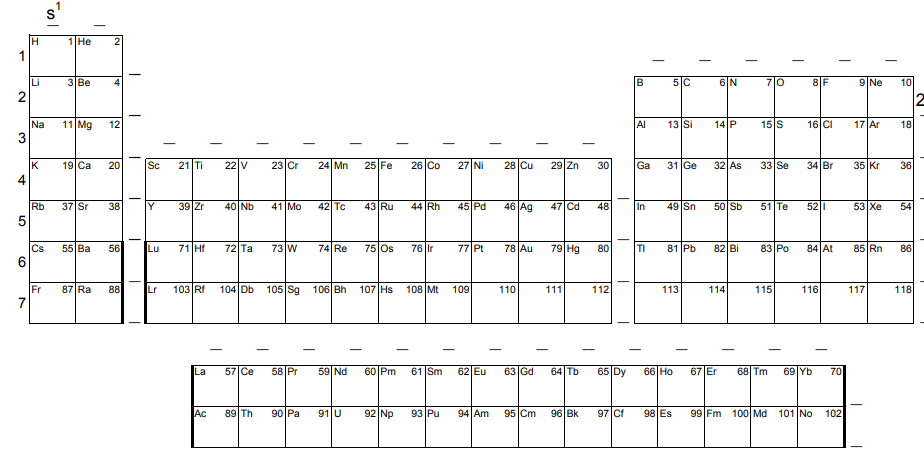 s1
1 H 1 He 2
2 Li 3 Be 4 B 5 C 6 N 7 O 8 F 9 Ne 10 2
3 Na 11 Mg 12 Al 13 Si 14 P 15 S 16 Cl 17 Ar 18
4 K 19 Ca 20 Sc 21 Ti 22 V 23 Cr 24 Mn 25 Fe 26 Co 27 Ni 28 Cu 29 Zn 30 Ga 31 Ge 32 As 33 Se 34 Br 35 Kr 36
5 Rb 37 Sr 38 Y 39 Zr 40 Nb 41 Mo 42 Tc 43 Ru 44 Rh 45 Pd 46 Ag 47 Cd 48 In 49 Sn 50 Sb 51 Te 52 I 53 Xe 54
6 Cs 55 Ba 56 Lu 71 Hf 72 Ta 73 W 74 Re 75 Os 76 Ir 77 Pt 78 Au 79 Hg 80 Tl 81 Pb 82 Bi 83 Po 84 At 85 Rn 86
7 Fr 87 Ra 88 Lr 103 Rf 104 Db 105 Sg 106 Bh 107 Hs 108 Mt 109 110 111 112 113 114 115 116 117 118
La 57 Ce 58 Pr 59 Nd 60 Pm 61 Sm 62 Eu 63 Gd 64 Tb 65 Dy 66 Ho 67 Er 68 Tm 69 Yb 70
Ac 89 Th 90 Pa 91 U 92 Np 93 Pu 94 Am 95 Cm 96 Bk 97 Cf 98 Es 99 Fm 100 Md 101 No 102